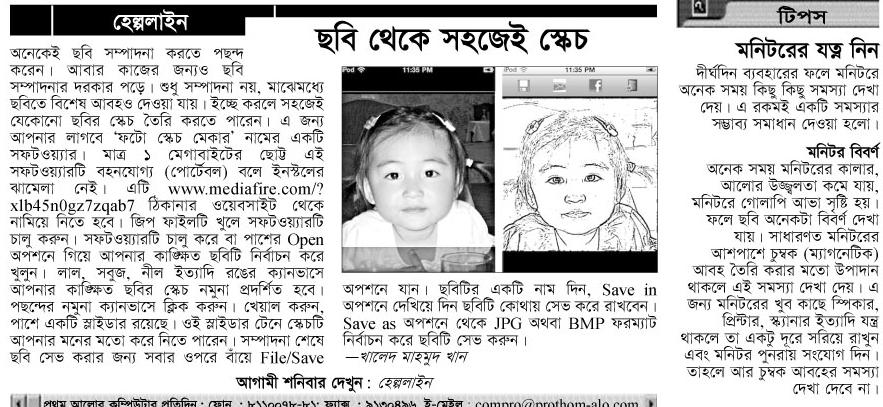 হেল্পলাইন
ছবি থেকে সহজেই স্কেচ
অনেকেই ছবি সম্পাদনা করতে পছন্দ
করেন। আবার কাজের জন্যও ছবি
সম্পাদনার দরকার পড়ে। শুধু সম্পাদনা নয়, মাঝেমধ্যে
ছবিতে বিশেষ আবহও দেওয়া যায়। ইচ্ছে করলে সহজেই
যেকোনো ছবির স্কেচ তৈরি করতে পারেন। এ জন্য
আপনার লাগবে ‘ফটো স্কেচ মেকার’ নামের একটি
সফটওয়্যার। মাত্র ১ মেগাবাইটের ছোট্ট এই
সফটওয়্যারটি বহনযোগ্য (পোর্টেবল) বলে ইনস্টলের
ঝামেলা নেই। এটি www.mediafire.com/?
xlb45n0gz7zqab7 ঠিকানার ওয়েবসাইট থেকে
নামিয়ে নিতে হবে। জিপ ফাইলটি খুলে সফটওয়্যারটি
চালু করুন। সফটওয়্যারটি চালু করে বা পাশের Open
অপশনে গিয়ে আপনার কাঙ্ক্ষিত ছবিটি নির্বাচন করে
খুলুন। লাল, সবুজ, নীল ইত্যাদি রঙের ক্যানভাসে
আপনার কাঙ্ক্ষিত ছবির স্কেচ নমুনা প্রদর্শিত হবে।
পছন্দের নমুনা ক্যানভাসে ক্লিক করুন। খেয়াল করুন,
পাশে একটি স্লাইডার রয়েছে। ওই স্লাইডার টেনে স্কেচটি
আপনার মনের মতো করে নিতে পারেন। সম্পাদনা শেষে
ছবি সেভ করার জন্য সবার ওপরে বাঁয়ে File/Save
iPod 11:35 PM
iPod 11:35 PM
অপশনে যান। ছবিটির একটি নাম দিন, Save in
অপশনে দেখিয়ে দিন ছবিটি কোথায় সেভ করে রাখবেন।
Save as অপশনে থেকে JPG অথবা BMP ফরম্যাট
নির্বাচন করে ছবিটি সেভ করুন।
—খালেদ মাহমুদ খান
আগামী শনিবার দেখুন : হেল্পলাইন
প্রথম আলোর কম্পিউটার প্রতিদিন : ফোন : ৮১১০০৭৮-৮১; ফ্যাক্স : ৯১৩০৪৯৬, ই-মেইল : compro@prothom-alo.com
টিপস
মনিটরের যত্ন নিন
দীর্ঘদিন ব্যবহারের ফলে মনিটরে
অনেক সময় কিছু কিছু সমস্যা দেখা
দেয়। এ রকমই একটি সমস্যার
সম্ভাব্য সমাধান দেওয়া হলো।
মনিটর বিবর্ণ
অনেক সময় মনিটরের কালার,
আলোর উজ্জ্বলতা কমে যায়,
মনিটরে গোলাপি আভা সৃষ্টি হয়।
ফলে ছবি অনেকটা বিবর্ণ দেখা
যায়। সাধারণত মনিটরের
আশপাশে চুম্বক (ম্যাগনেটিক)
আবহ তৈরি করার মতো উপাদান
থাকলে এই সমস্যা দেখা দেয়। এ
জন্য মনিটরের খুব কাছে স্পিকার,
প্রিন্টার, স্ক্যানার ইত্যাদি যন্ত্র
থাকলে তা একটু দূরে সরিয়ে রাখুন
এবং মনিটর পুনরায় সংযোগ দিন।
তাহলে আর চুম্বক আবহের সমস্যা
দেখা দেবে না।